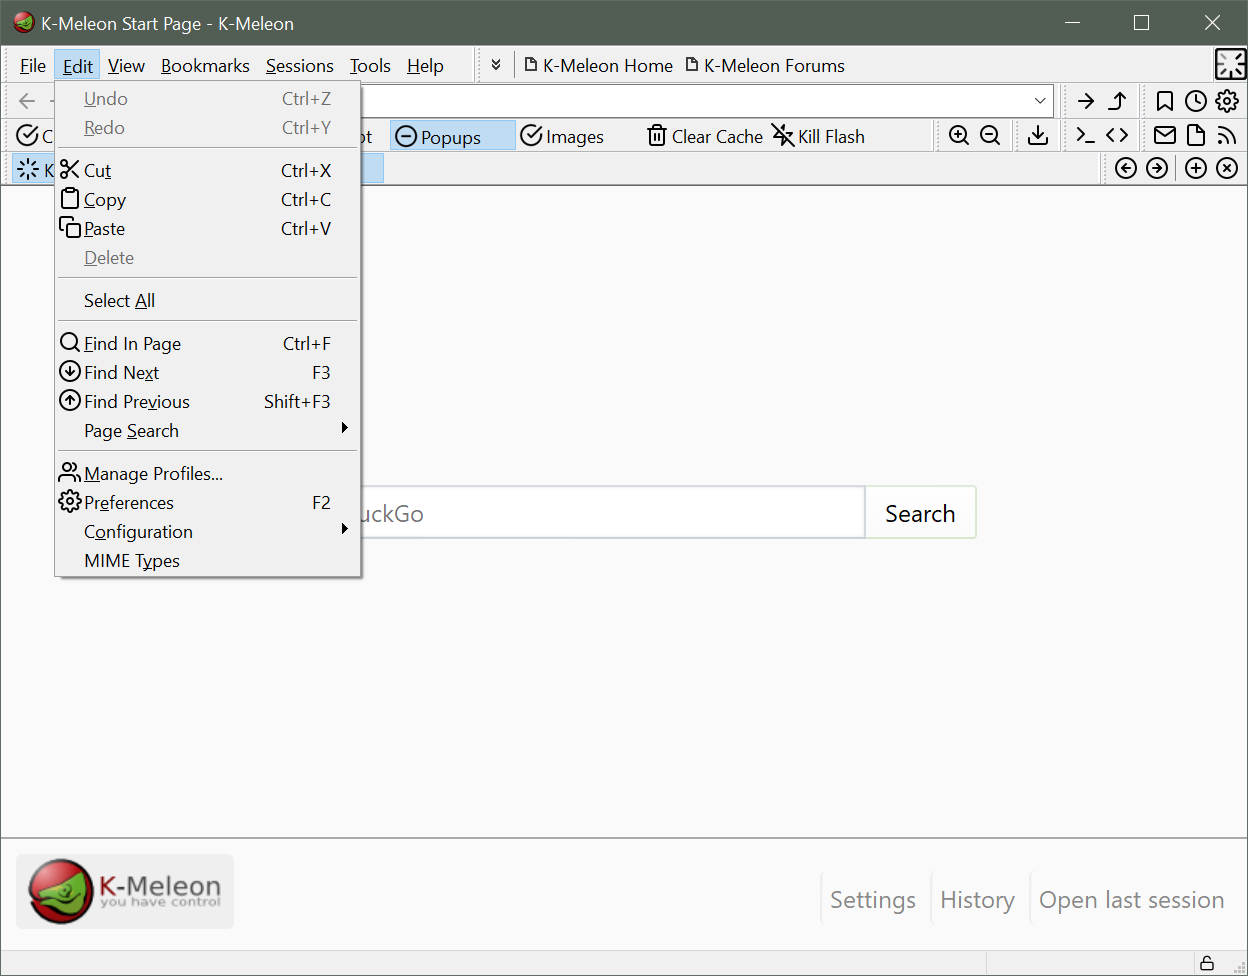 K-Meleon Start Page - K-Meleon
File Edit View Bookmarks Sessions Tools Help K-Meleon Home K-Meleon Forums
Popups Images Clear Cache Kill Flash
Undo Ctrl+Z
Redo Ctrl+Y
Cut Ctrl+X
Copy Ctrl+C
Paste Ctrl+V
Delete
Select All
Find In Page Ctrl+F
Find Next F3
Find Previous Shift+F3
Page Search
Manage Profiles...
Preferences F2
Configuration
MIME Types
uckGo Search
K-Meleon
you have control
Settings History Open last session